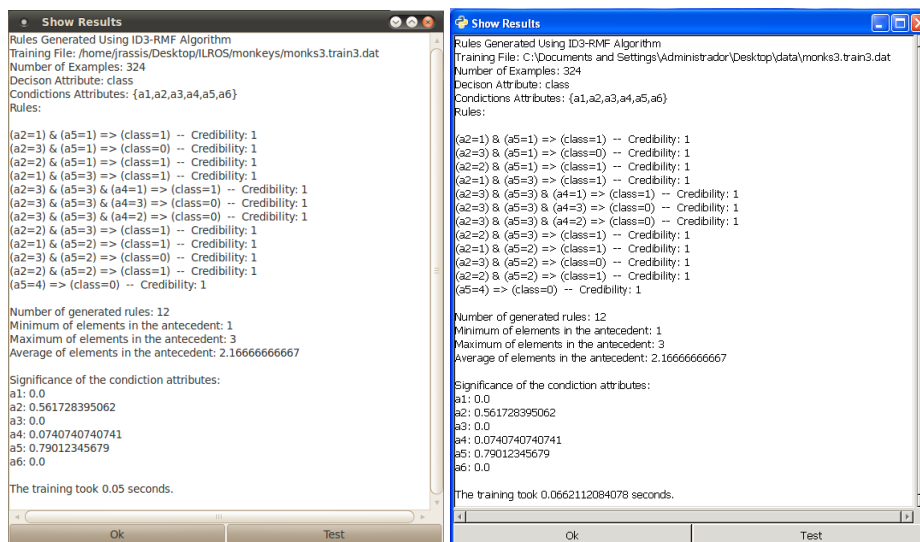 Show Results
Rules Generated Using ID3-RMF Algorithm
Training File: /home/jrassis/Desktop/ILROS/monkeys/monks3.train3.dat
Number of Examples: 324
Decison Attribute: class
Condictions Attributes: {a1,a2,a3,a4,a5,a6}
Rules:
(a2=1) & (a5=1) => (class=1) -- Credibility: 1
(a2=3) & (a5=1) => (class=0) -- Credibility: 1
(a2=2) & (a5=1) => (class=1) -- Credibility: 1
(a2=1) & (a5=3) => (class=1) -- Credibility: 1
(a2=3) & (a5=3) & (a4=1) => (class=1) -- Credibility: 1
(a2=3) & (a5=3) & (a4=3) => (class=0) -- Credibility: 1
(a2=3) & (a5=3) & (a4=2) => (class=0) -- Credibility: 1
(a2=2) & (a5=3) => (class=1) -- Credibility: 1
(a2=1) & (a5=2) => (class=1) -- Credibility: 1
(a2=3) & (a5=2) => (class=0) -- Credibility: 1
(a2=2) & (a5=2) => (class=1) -- Credibility: 1
(a5=4) => (class=0) -- Credibility: 1
Number of generated rules: 12
Minimum of elements in the antecedent: 1
Maximum of elements in the antecedent: 3
Average of elements in the antecedent: 2.16666666667
Significance of the condiction attributes:
a1: 0.0
a2: 0.561728395062
a3: 0.0
a4: 0.0740740740741
a5: 0.79012345679
a6: 0.0
The training took 0.05 seconds.
Ok
Test
Show Results
Rules Generated Using ID3-RMF Algorithm
Training File: C:\Documents and Settings\Administrador\Desktop\data\monks3.train3.dat
Number of Examples: 324
Decison Attribute: class
Condictions Attributes: {a1,a2,a3,a4,a5,a6}
Rules:
(a2=1) & (a5=1) => (class=1) -- Credibility: 1
(a2=3) & (a5=1) => (class=0) -- Credibility: 1
(a2=2) & (a5=1) => (class=1) -- Credibility: 1
(a2=1) & (a5=3) => (class=1) -- Credibility: 1
(a2=3) & (a5=3) & (a4=1) => (class=1) -- Credibility: 1
(a2=3) & (a5=3) & (a4=3) => (class=0) -- Credibility: 1
(a2=3) & (a5=3) & (a4=2) => (class=0) -- Credibility: 1
(a2=2) & (a5=3) => (class=1) -- Credibility: 1
(a2=1) & (a5=2) => (class=1) -- Credibility: 1
(a2=3) & (a5=2) => (class=0) -- Credibility: 1
(a2=2) & (a5=2) => (class=1) -- Credibility: 1
(a5=4) => (class=0) -- Credibility: 1
Number of generated rules: 12
Minimum of elements in the antecedent: 1
Maximum of elements in the antecedent: 3
Average of elements in the antecedent: 2.16666666667
Significance of the condiction attributes:
a1: 0.0
a2: 0.561728395062
a3: 0.0
a4: 0.0740740740741
a5: 0.79012345679
a6: 0.0
The training took 0.0662112084078 seconds.
Ok
Test